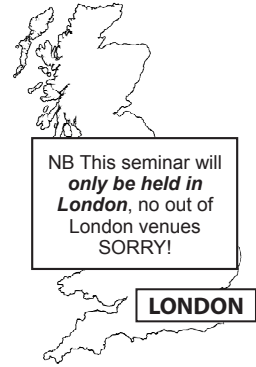 NB This seminar will
only be held in
London, no out of
London venues
SORRY!
LONDON